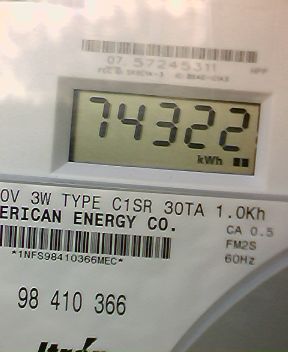 07 57245311
74322
kWh
0V 3W TYPE C1SR 30TA 1.0Kh
ERICAN ENERGY CO.
CA 0.5
FM2S
60Hz
*1NFS98410366MEC*
98 410 366
Itron